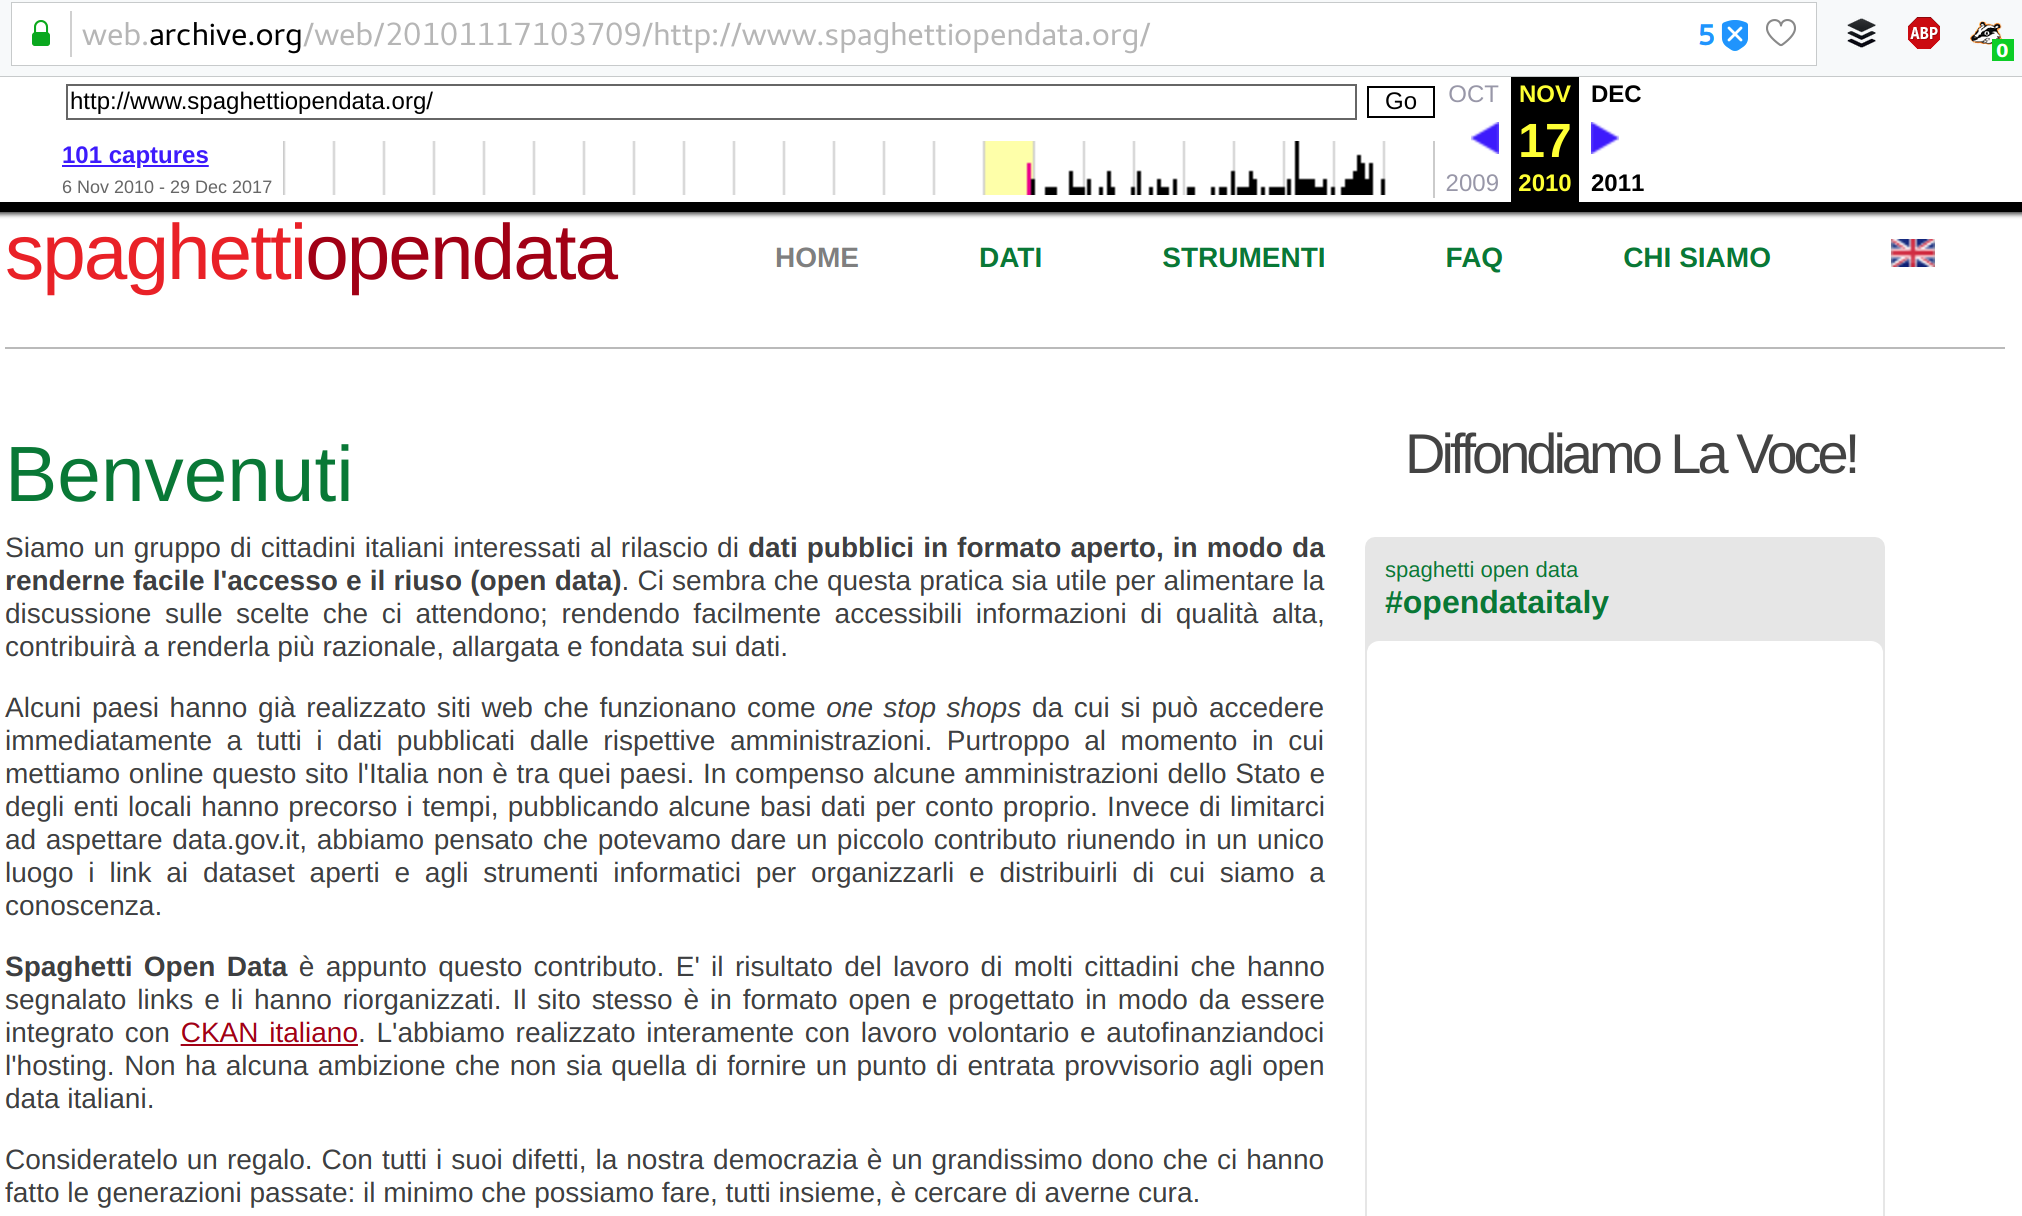 web.archive.org/web/20101117103709/http://www.spaghettiopendata.org/
5
ABP
0
http://www.spaghettiopendata.org/
Go
OCT NOV DEC
17
101 captures
6 Nov 2010 - 29 Dec 2017
2009 2010 2011
spaghettiopendata
HOME DATI STRUMENTI FAQ CHI SIAMO
Benvenuti
Siamo un gruppo di cittadini italiani interessati al rilascio di dati pubblici in formato aperto, in modo da
renderne facile l'accesso e il riuso (open data). Ci sembra che questa pratica sia utile per alimentare la
discussione sulle scelte che ci attendono; rendendo facilmente accessibili informazioni di qualità alta,
contribuirà a renderla più razionale, allargata e fondata sui dati.
Alcuni paesi hanno già realizzato siti web che funzionano come one stop shops da cui si può accedere
immediatamente a tutti i dati pubblicati dalle rispettive amministrazioni. Purtroppo al momento in cui
mettiamo online questo sito l'Italia non è tra quei paesi. In compenso alcune amministrazioni dello Stato e
degli enti locali hanno precorso i tempi, pubblicando alcune basi dati per conto proprio. Invece di limitarci
ad aspettare data.gov.it, abbiamo pensato che potevamo dare un piccolo contributo riunendo in un unico
luogo i link ai dataset aperti e agli strumenti informatici per organizzarli e distribuirli di cui siamo a
conoscenza.
Spaghetti Open Data è appunto questo contributo. E' il risultato del lavoro di molti cittadini che hanno
segnalato links e li hanno riorganizzati. Il sito stesso è in formato open e progettato in modo da essere
integrato con CKAN italiano. L'abbiamo realizzato interamente con lavoro volontario e autofinanziandoci
l'hosting. Non ha alcuna ambizione che non sia quella di fornire un punto di entrata provvisorio agli open
data italiani.
Consideratelo un regalo. Con tutti i suoi difetti, la nostra democrazia è un grandissimo dono che ci hanno
fatto le generazioni passate: il minimo che possiamo fare, tutti insieme, è cercare di averne cura.
Diffondiamo La Voce!
spaghetti open data
#opendataitaly